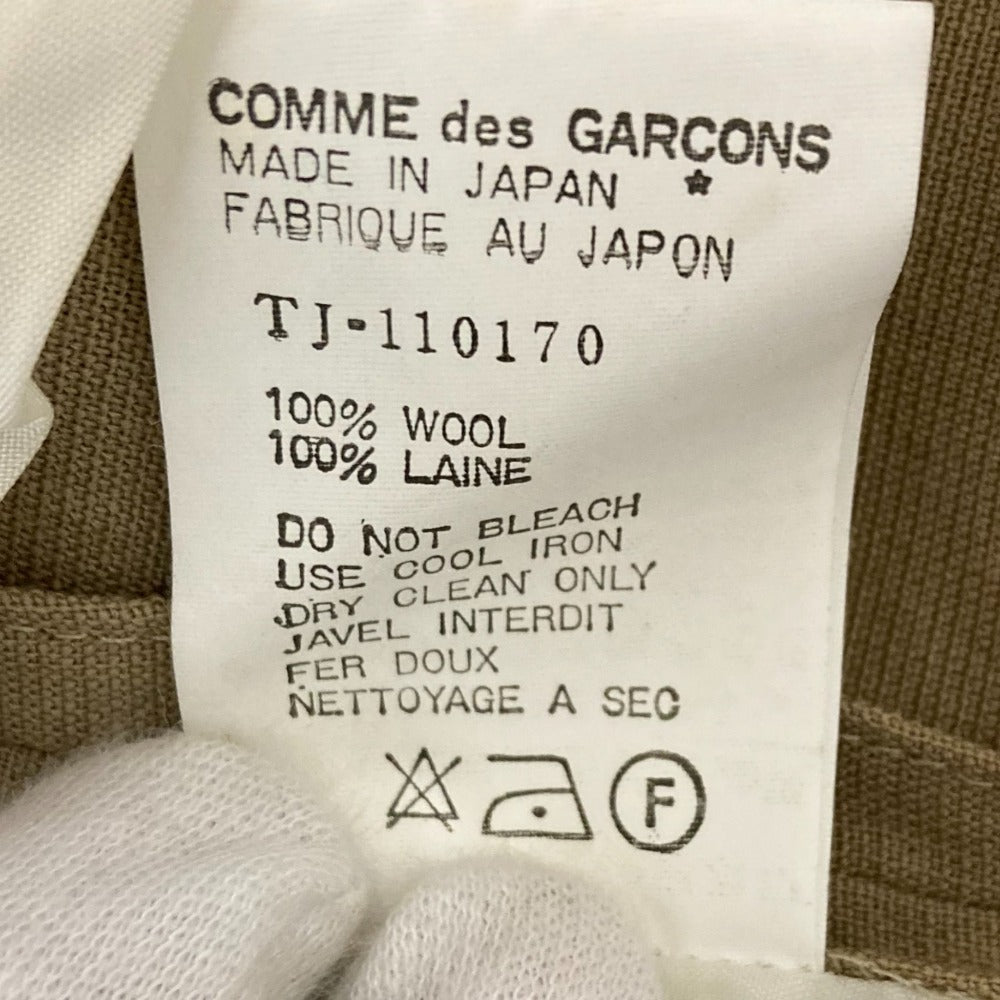 COMME des GARCONS
MADE IN JAPAN
FABRIQUE AU JAPON
TJ-110170
100% WOOL
100% LAINE
DO NOT BLEACH
USE COOL IRON
DRY CLEAN ONLY
JAVEL INTERDIT
FER DOUX
NETTOYAGE A SEC
F